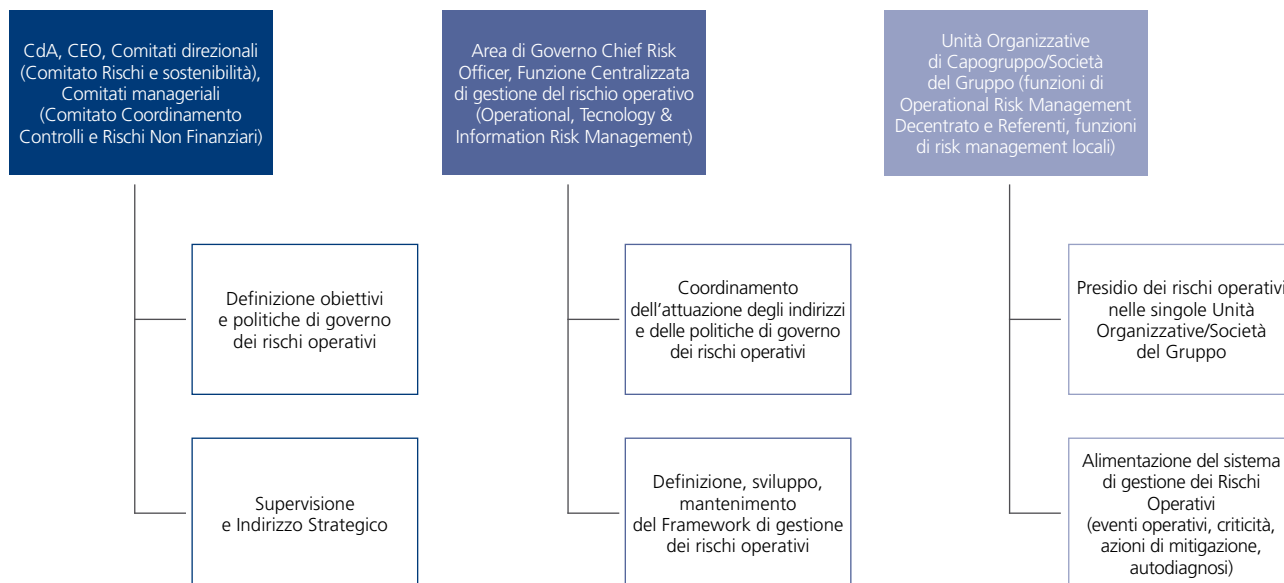 CdA, CEO, Comitati direzionali
(Comitato Rischi e sostenibilità),
Comitati manageriali
(Comitato Coordinamento
Controlli e Rischi Non Finanziari)
Definizione obiettivi
e politiche di governo
dei rischi operativi
Supervisione
e Indirizzo Strategico
Area di Governo Chief Risk
Officer, Funzione Centralizzata
di gestione del rischio operativo
(Operational, Tecnology &
Information Risk Management)
Coordinamento
dell'attuazione degli indirizzi
e delle politiche di governo
dei rischi operativi
Definizione, sviluppo,
mantenimento
del Framework di gestione
dei rischi operativi
Unità Organizzative
di Capogruppo/Società
del Gruppo (funzioni di
Operational Risk Management
Decentrato e Referenti, funzioni
di risk management locali)
Presidio dei rischi operativi
nelle singole Unità
Organizzative/Società
del Gruppo
Alimentazione del sistema
di gestione dei Rischi
Operativi
(eventi operativi, criticità,
azioni di mitigazione,
autodiagnosi)